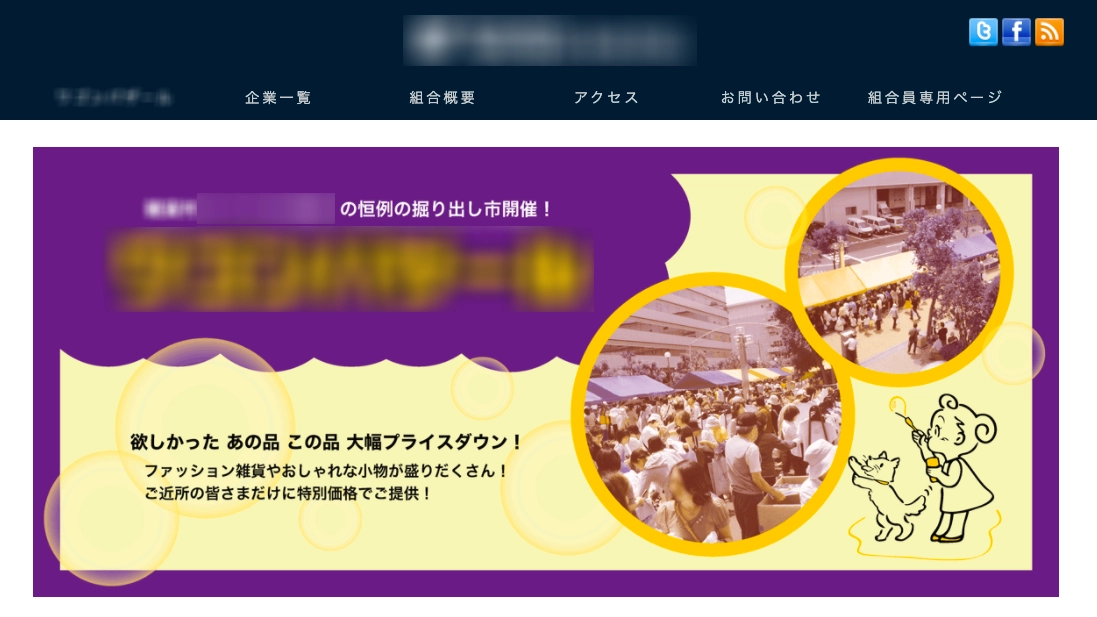 企業一覧
組合概要
アクセス
お問い合わせ
組合員専用ページ
の恒例の掘り出し市開催！
欲しかった あの品 この品 大幅プライスダウン！
ファッション雑貨やおしゃれな小物が盛りだくさん！
ご近所の皆さまだけに特別価格でご提供！